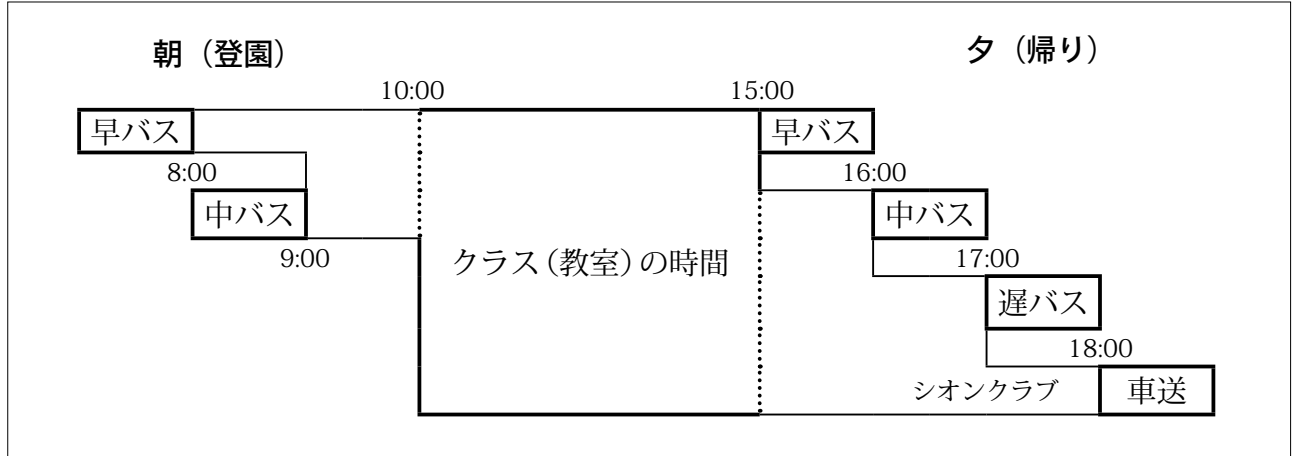 朝（登園）
夕（帰り）
10:00
15:00
早バス
早バス
8:00
16:00
中バス
中バス
9:00
クラス（教室）の時間
17:00
遅バス
18:00
シオンクラブ
車送